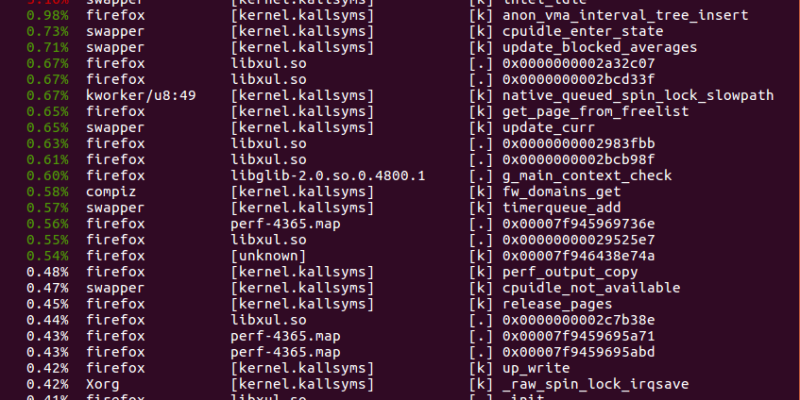 swapper [kernel.kallsyms] [k] intel_idle
0.98% firefox [kernel.kallsyms] [k] anon_vma_interval_tree_insert
0.73% swapper [kernel.kallsyms] [k] cpuidle_enter_state
0.71% swapper [kernel.kallsyms] [k] update_blocked_averages
0.67% firefox libxul.so [.] 0x0000000002a32c07
0.67% firefox libxul.so [.] 0x0000000002bcd33f
0.67% kworker/u8:49 [kernel.kallsyms] [k] native_queued_spin_lock_slowpath
0.65% firefox [kernel.kallsyms] [k] get_page_from_freelist
0.65% swapper [kernel.kallsyms] [k] update_curr
0.63% firefox libxul.so [.] 0x0000000002983fbb
0.61% firefox libxul.so [.] 0x0000000002bcb98f
0.60% firefox libglib-2.0.so.0.4800.1 [.] g_main_context_check
0.58% compiz [kernel.kallsyms] [k] fw_domains_get
0.57% swapper [kernel.kallsyms] [k] timerqueue_add
0.56% firefox perf-4365.map [.] 0x00007f945969736e
0.55% firefox libxul.so [.] 0x00000000029525e7
0.54% firefox [unknown] [k] 0x00007f946438e74a
0.48% firefox [kernel.kallsyms] [k] perf_output_copy
0.47% swapper [kernel.kallsyms] [k] cpuidle_not_available
0.45% firefox [kernel.kallsyms] [k] release_pages
0.44% firefox libxul.so [.] 0x0000000002c7b38e
0.43% firefox perf-4365.map [.] 0x00007f9459695a71
0.43% firefox perf-4365.map [.] 0x00007f9459695abd
0.42% firefox [kernel.kallsyms] [k] up_write
0.42% Xorg [kernel.kallsyms] [k] _raw_spin_lock_irqsave
0.41% firefox libxul.so [.] _init